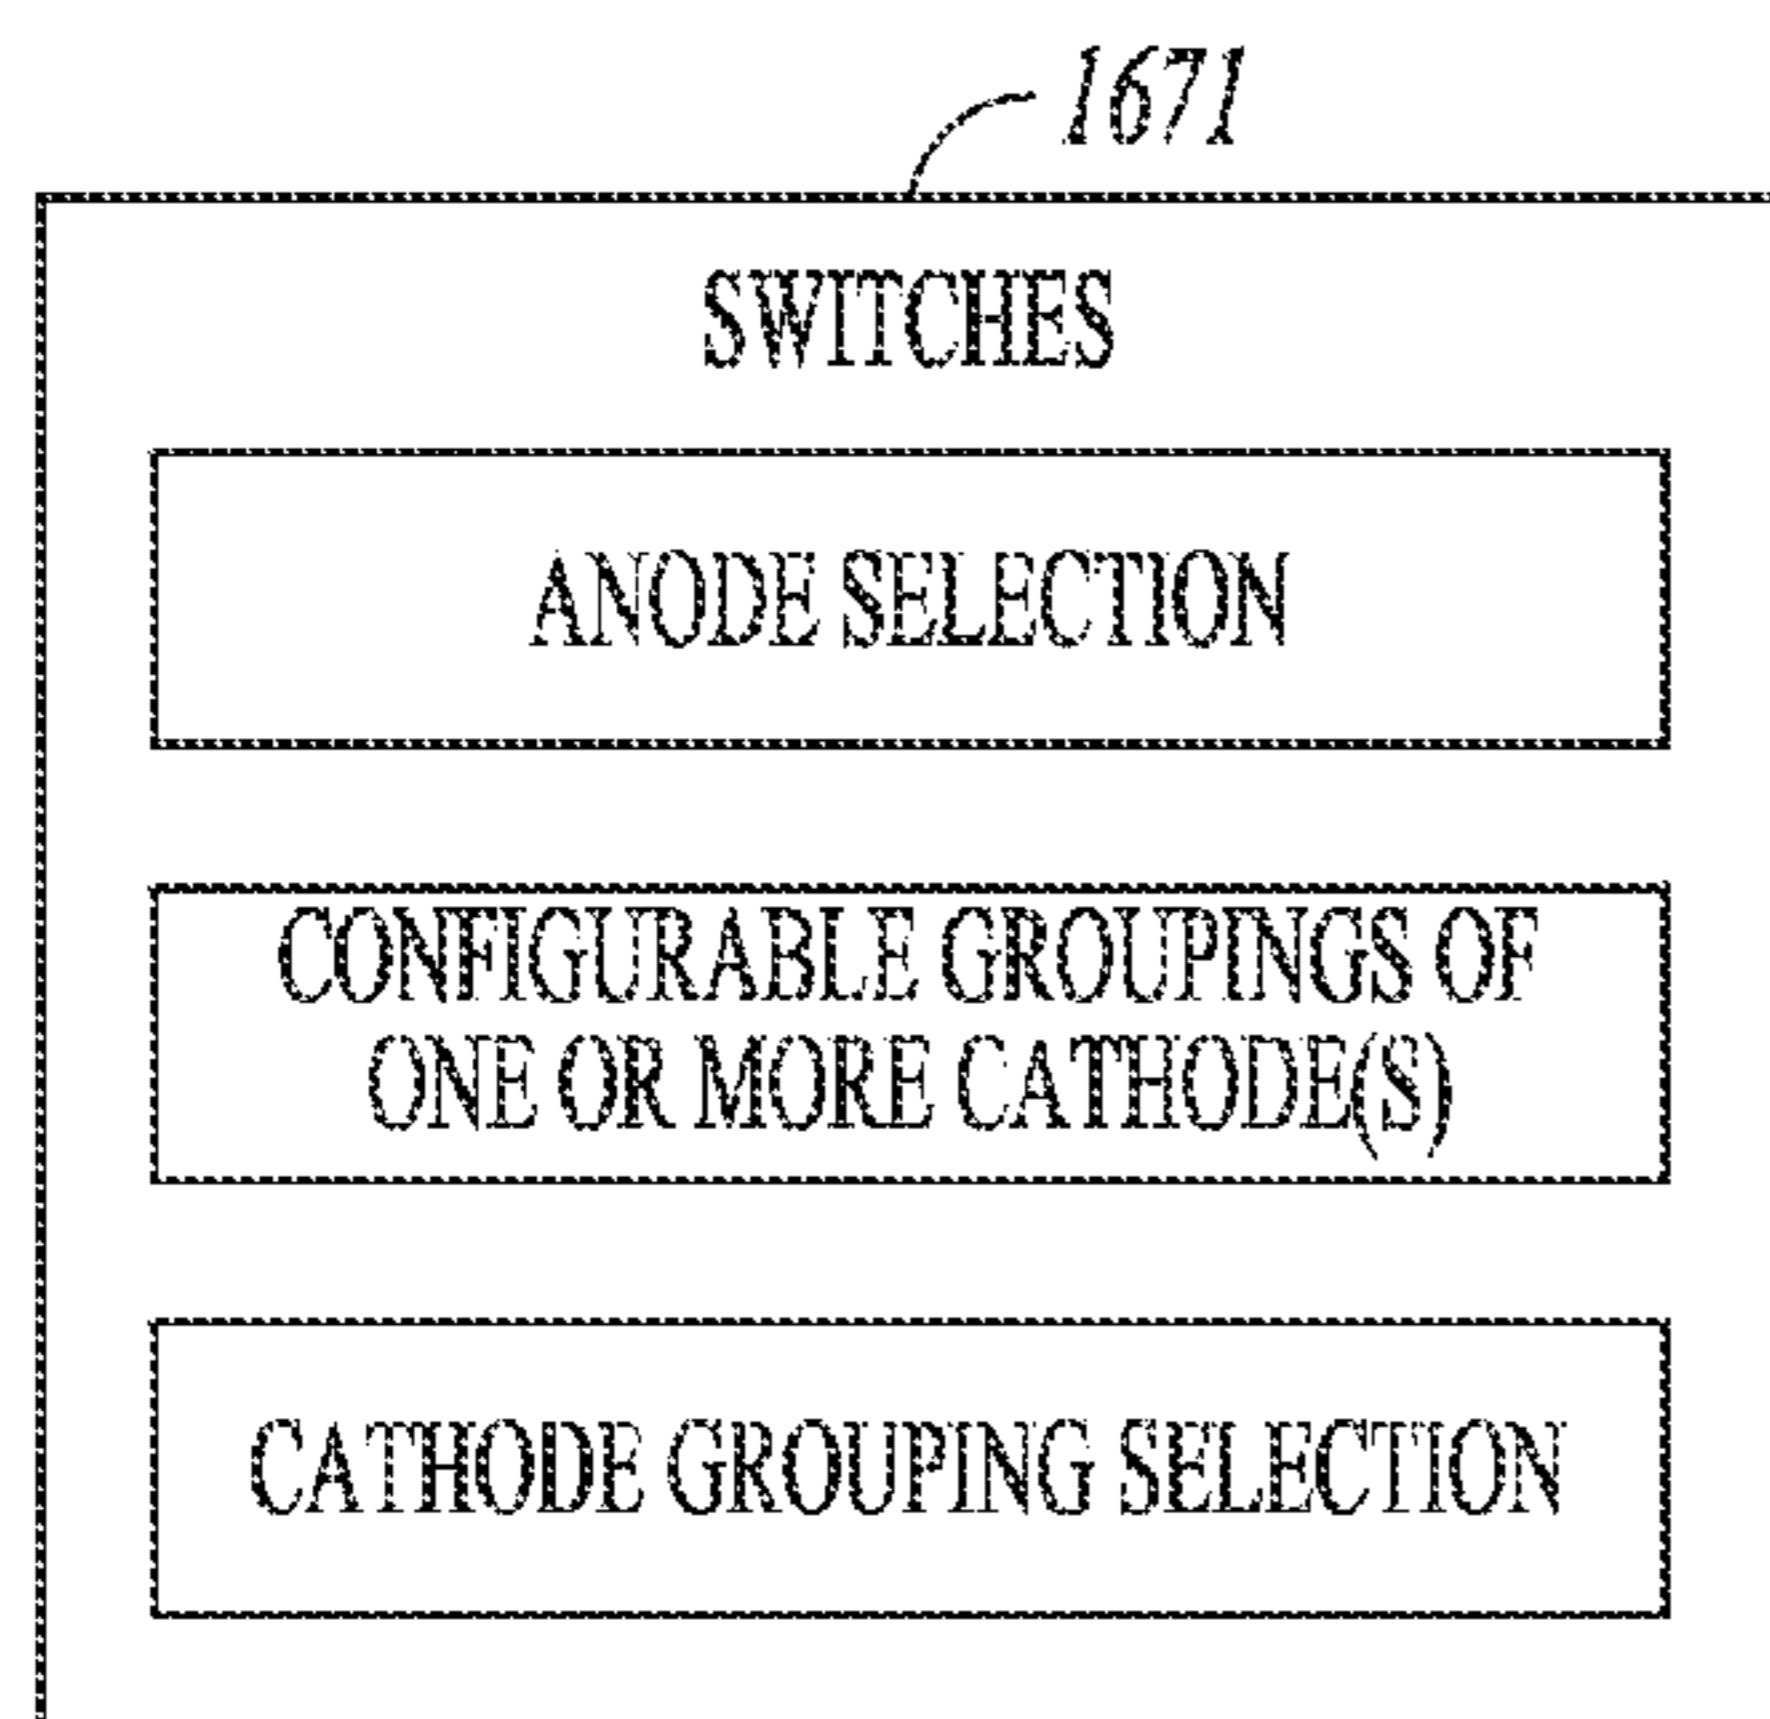 1671
SWITCHES
ANODE SELECTION
CONFIGURABLE GROUPINGS OF
ONE OR MORE CATHODE(S)
CATHODE GROUPING SELECTION